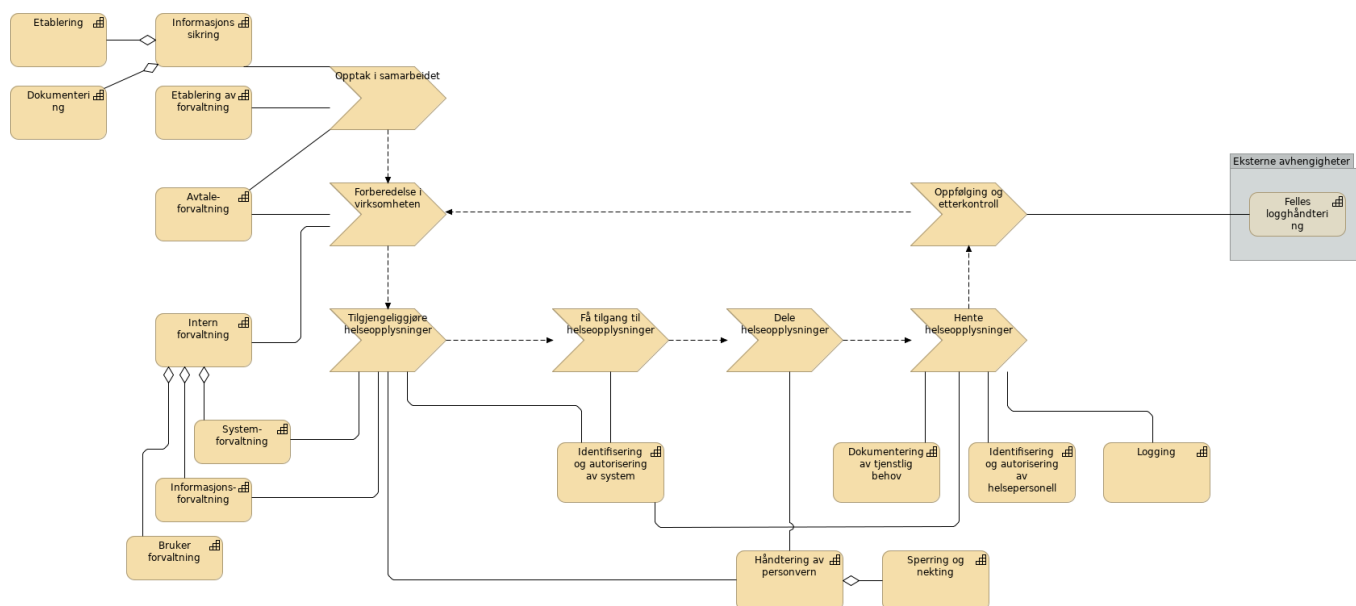 Etablering
Informasjons
sikring
Opptak i samarbeidet
Dokumenteri
ng
Etablering av
forvaltning
Eksterne avhengigheter
Avtale-
forvaltning
Forberedelse i
virksomheten
Oppfølging og
etterkontroll
Felles
logghåndteri
ng
Intern
forvaltning
Tilgjengeliggjøre
helseopplysninger
Få tilgang til
helseopplysninger
Dele
helseopplysninger
Hente
helseopplysninger
System-
forvaltning
Identifisering
og autorisering
av system
Dokumentering
av tjenstlig
behov
Identifisering
og autorisering
av
helsepersonell
Logging
Informasjons-
forvaltning
Bruker
forvaltning
Håndtering av
personvern
Sperring og
nekting